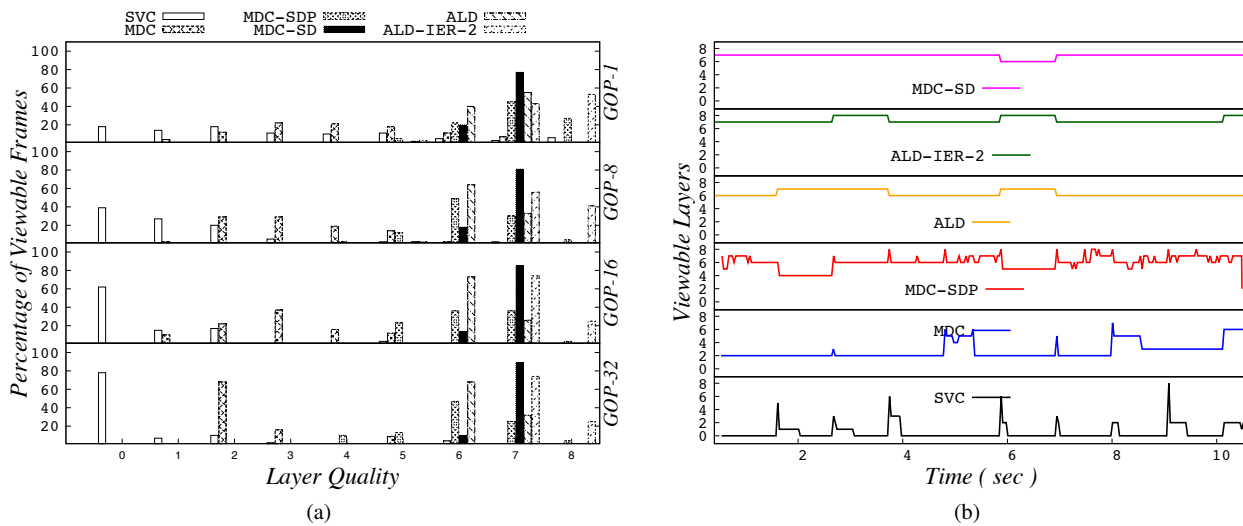 SVC MDC-SDP ALD
MDC MDC-SD ALD-IER-2
Percentage of Viewable Frames
100
80
60
40
20
GOP-1
100
80
60
40
20
GOP-8
100
80
60
40
20
GOP-16
100
80
60
40
20
GOP-32
0 1 2 3 4 5 6 7 8
Layer Quality
(a)
Viewable Layers
8
6
4
2
0
MDC-SD
8
6
4
2
0
ALD-IER-2
8
6
4
2
0
ALD
8
6
4
2
0
MDC-SDP
8
6
4
2
0
MDC
8
6
4
2
0
SVC
2 4 6 8 10
Time ( sec )
(b)